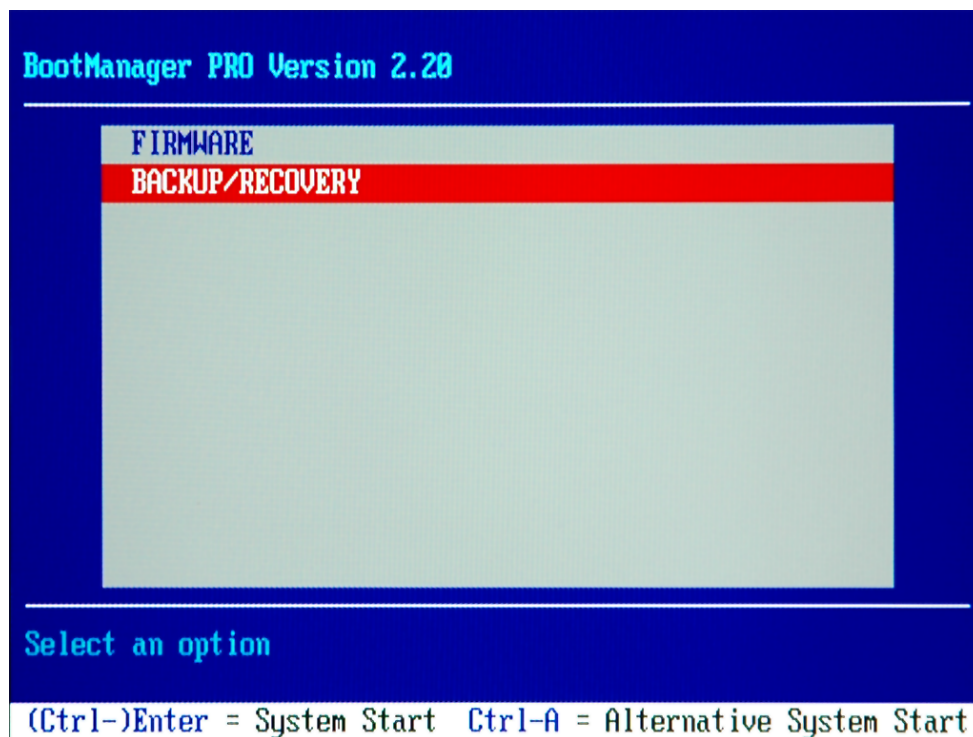 BootManager PRO Version 2.20
FIRMWARE
BACKUP/RECOVERY
Select an option
(Ctrl-)Enter = System Start Ctrl-A = Alternative System Start